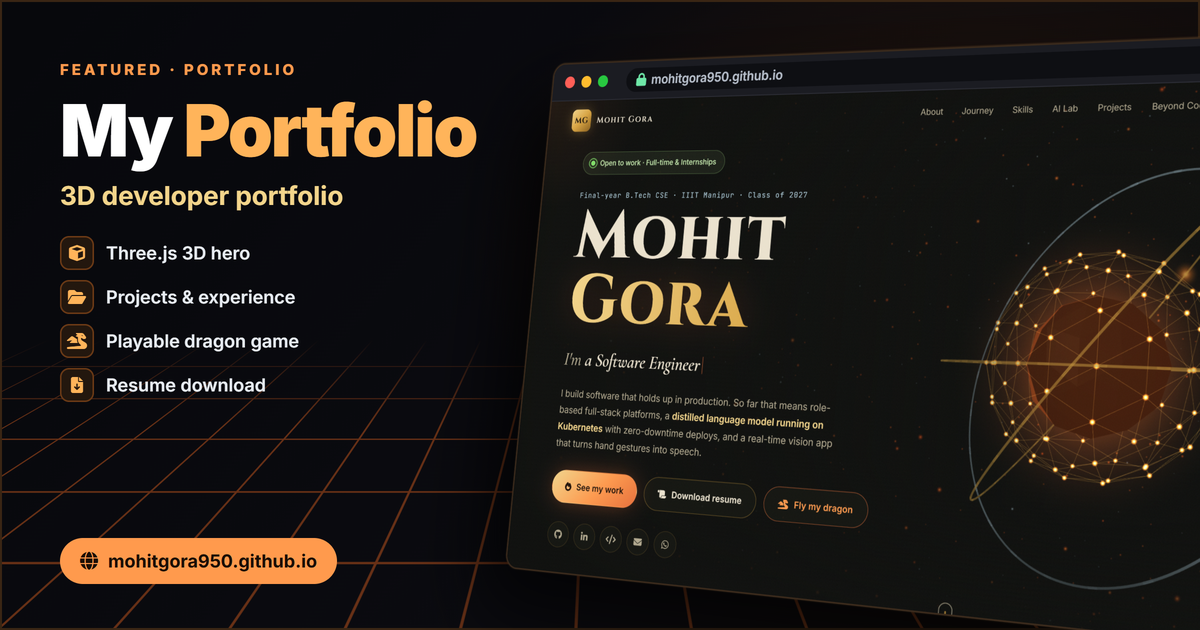 FEATURED · PORTFOLIO
My Portfolio
3D developer portfolio
Three.js 3D hero
Projects & experience
Playable dragon game
Resume download
mohitgora950.github.io
mohitgora950.github.io
MG MOHIT GORA
About Journey Skills AI Lab Projects Beyond Co
Open to work · Full-time & Internships
Final-year B.Tech CSE · IIIT Manipur · Class of 2027
MOHIT
GORA
I'm a Software Engineer
I build software that holds up in production. So far that means role-
based full-stack platforms, a distilled language model running on
Kubernetes with zero-downtime deploys, and a real-time vision app
that turns hand gestures into speech.
See my work Download resume Fly my dragon